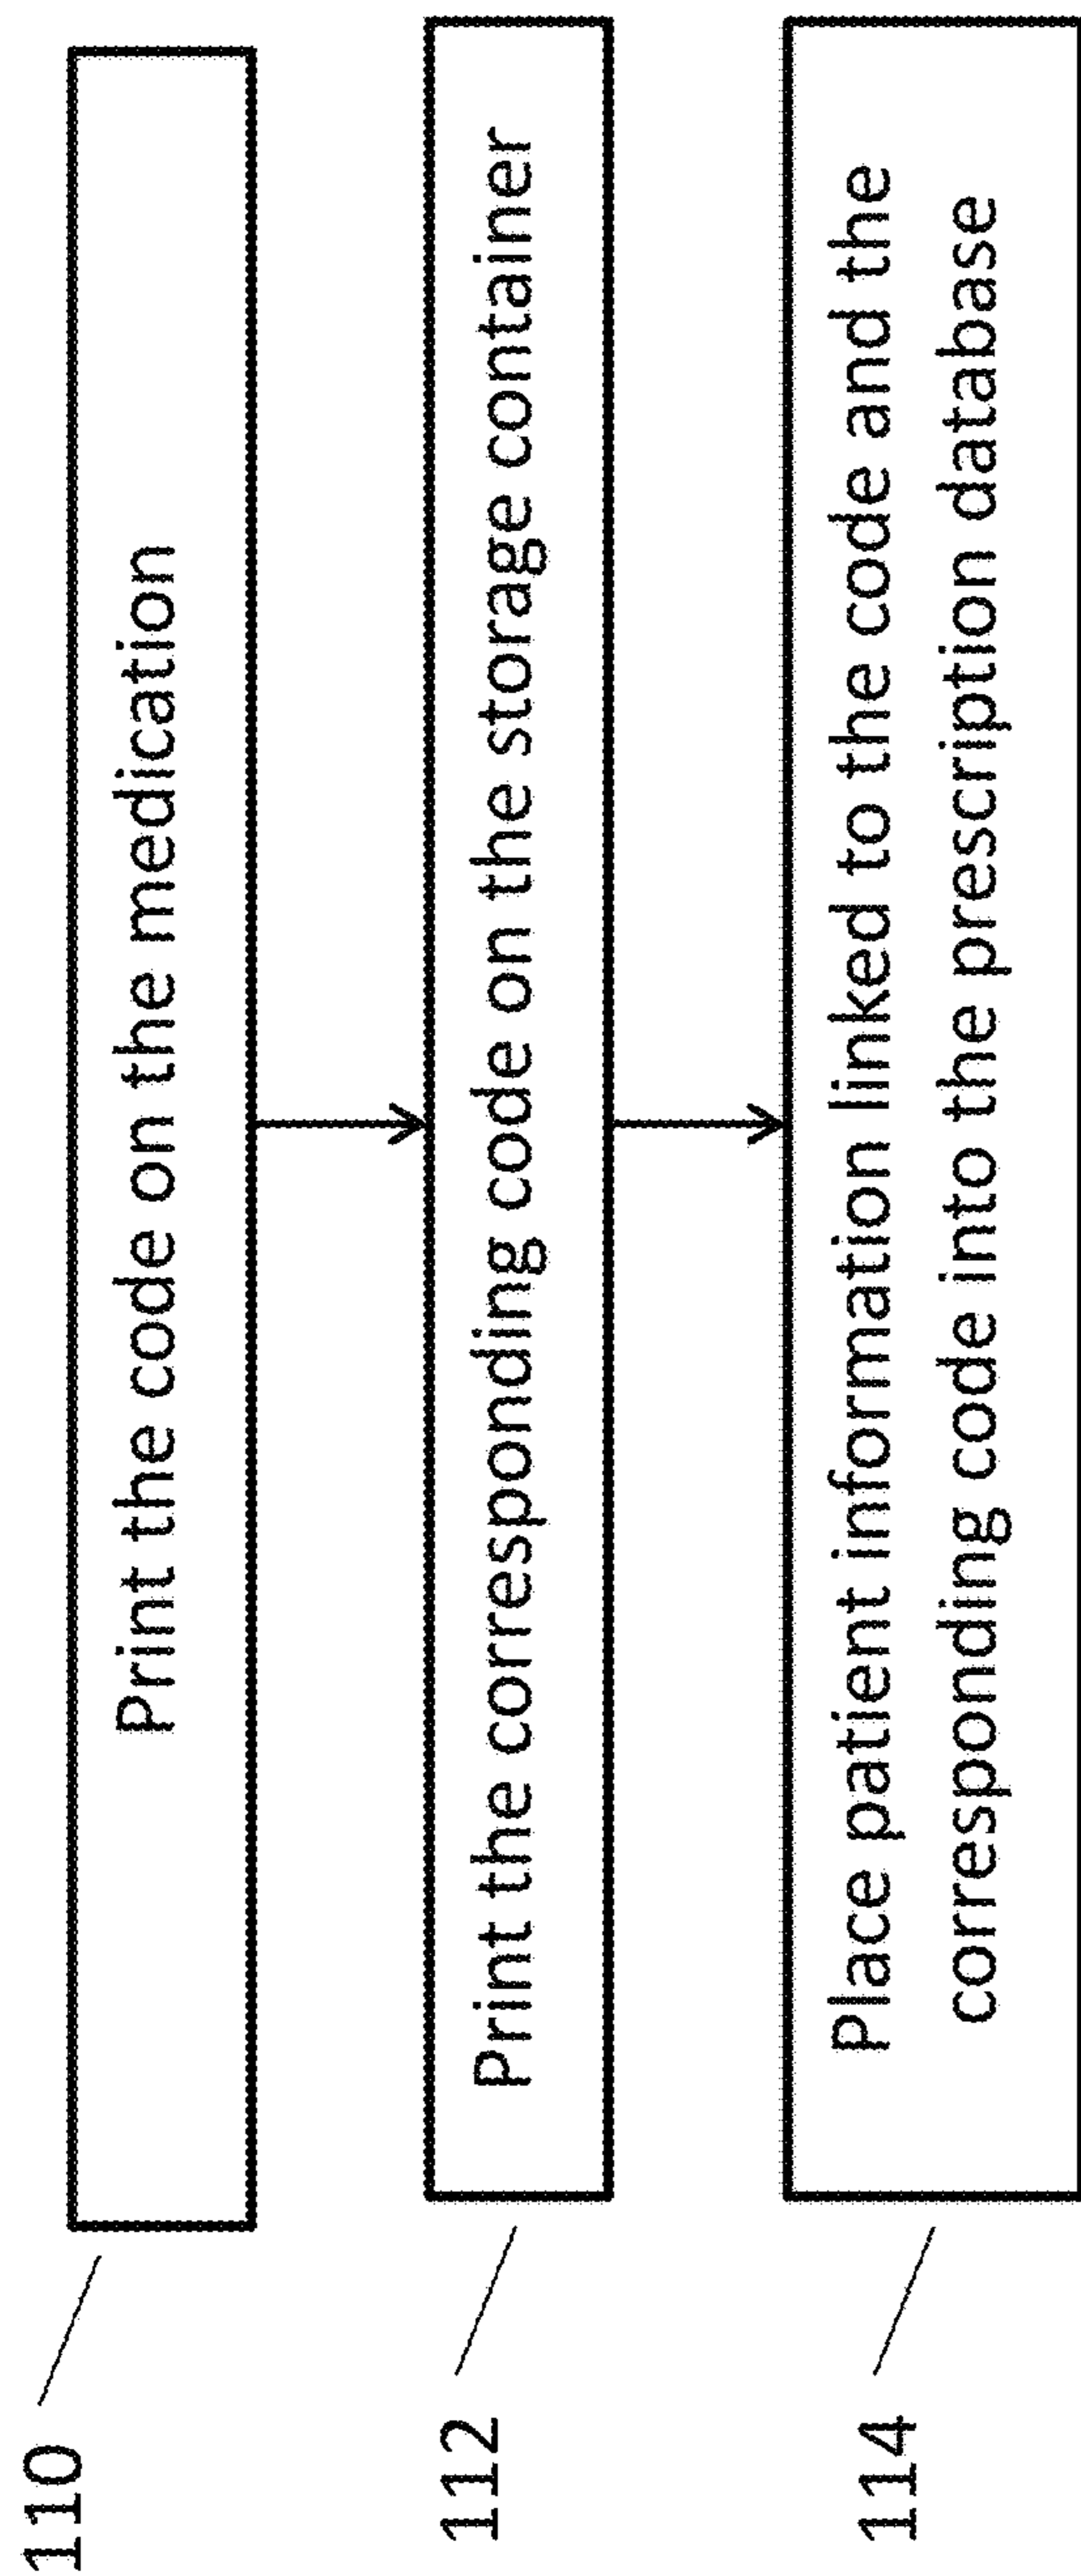 110
Print the code on the medication
112
Print the corresponding code on the storage container
114
Place patient information linked to the code and the
corresponding code into the prescription database